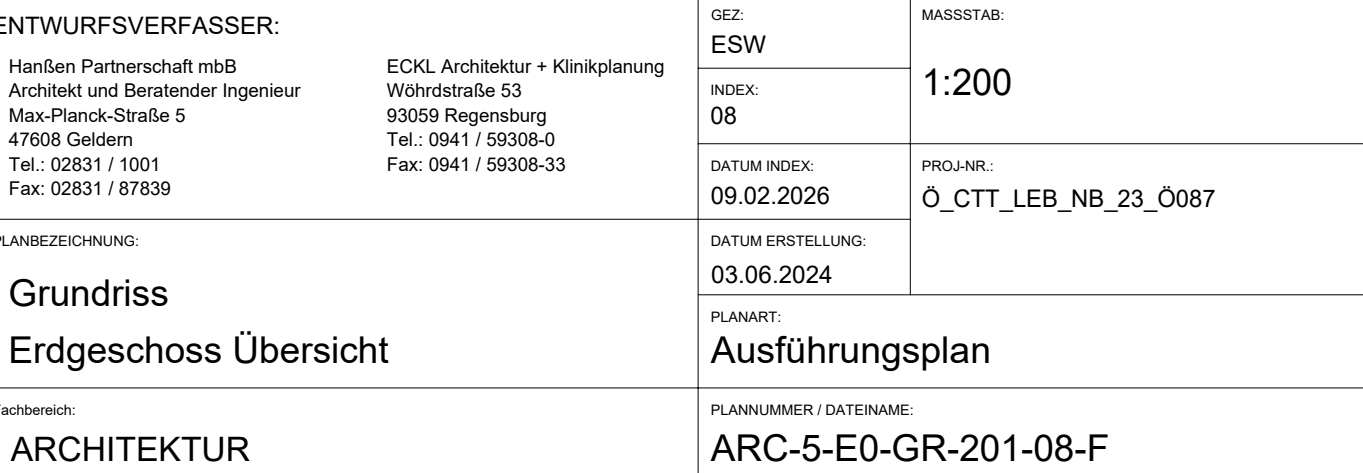 ENTWURFSVERFASSER:
Hanßen Partnerschaft mbB
Architekt und Beratender Ingenieur
Max-Planck-Straße 5
47608 Geldern
Tel.: 02831 / 1001
Fax: 02831 / 87839
ECKL Architektur + Klinikplanung
Wöhrdstraße 53
93059 Regensburg
Tel.: 0941 / 59308-0
Fax: 0941 / 59308-33
GEZ:
ESW
INDEX:
08
MASSSTAB:
1:200
DATUM INDEX:
09.02.2026
PROJ-NR.:
Ö_CTT_LEB_NB_23_Ö087
DATUM ERSTELLUNG:
03.06.2024
PLANBEZEICHNUNG:
Grundriss
Erdgeschoss Übersicht
PLANART:
Ausführungsplan
Fachbereich:
ARCHITEKTUR
PLANNUMMER / DATEINAME:
ARC-5-E0-GR-201-08-F